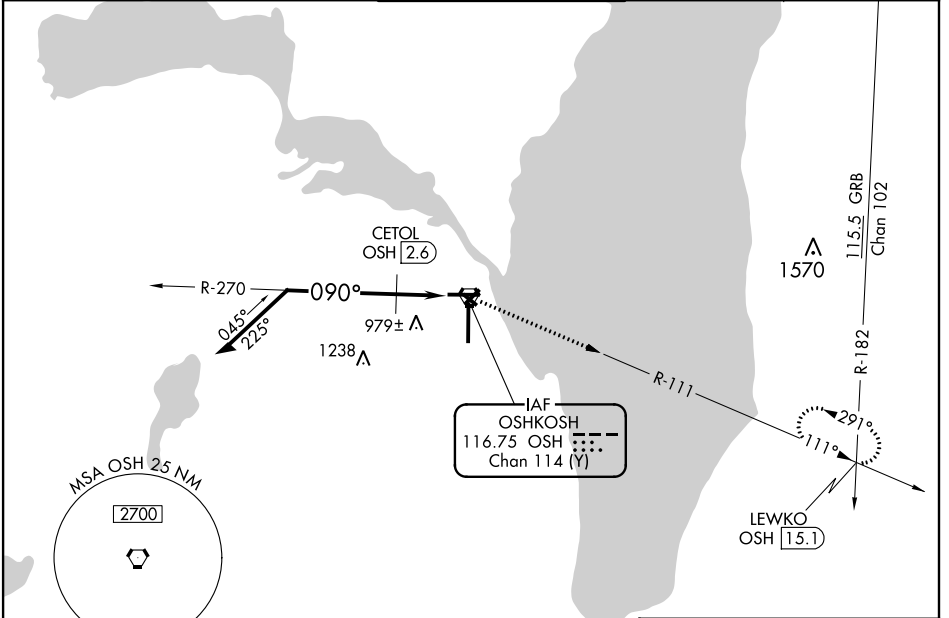 115.5 GRB
Chan 102
CETOL
OSH 2.6
1570
R-270
090°
045°
225°
979±
1238
R-182
R-111
IAF
OSHKOSH
116.75 OSH
Chan 114 (Y)
291°
111°
MSA OSH 25 NM
2700
LEWKO
OSH 15.1